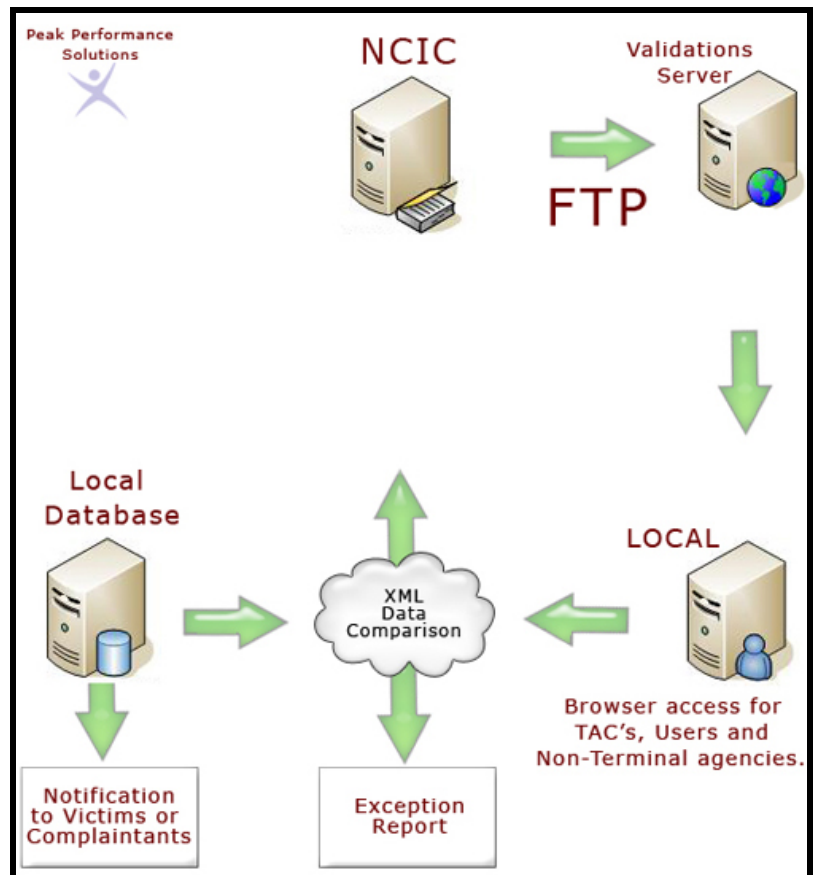 Peak Performance
Solutions
NCIC
Validations
Server
FTP
Local
Database
LOCAL
XML
Data
Comparison
Browser access for
TAC's, Users and
Non-Terminal agencies.
Notification
to Victims or
Complaintants
Exception
Report